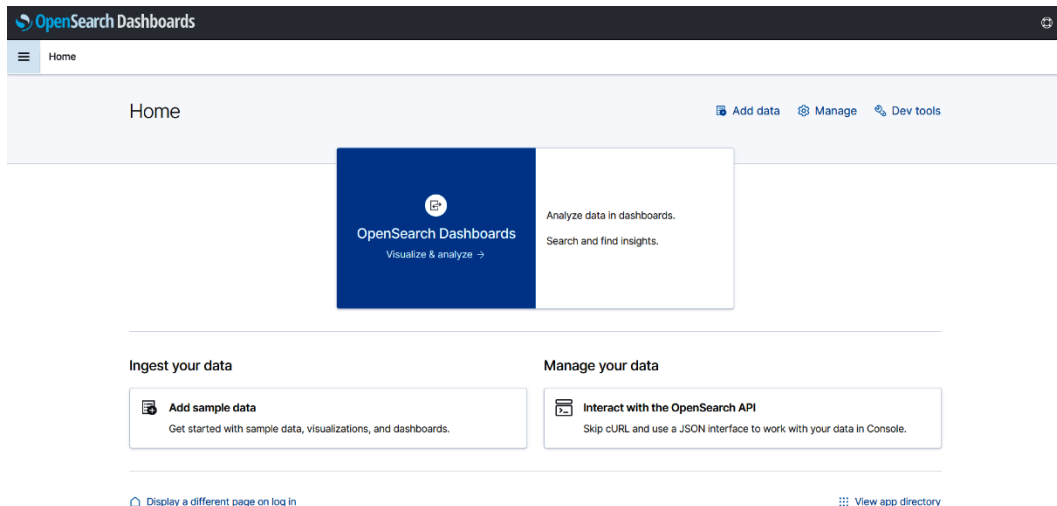 OpenSearch Dashboards
Home
Home
Add data
Manage
Dev tools
OpenSearch Dashboards
Visualize & analyze →
Analyze data in dashboards.
Search and find insights.
Ingest your data
Manage your data
Add sample data
Get started with sample data, visualizations, and dashboards.
Interact with the OpenSearch API
Skip cURL and use a JSON interface to work with your data in Console.
Display a different page on log in
View app directory